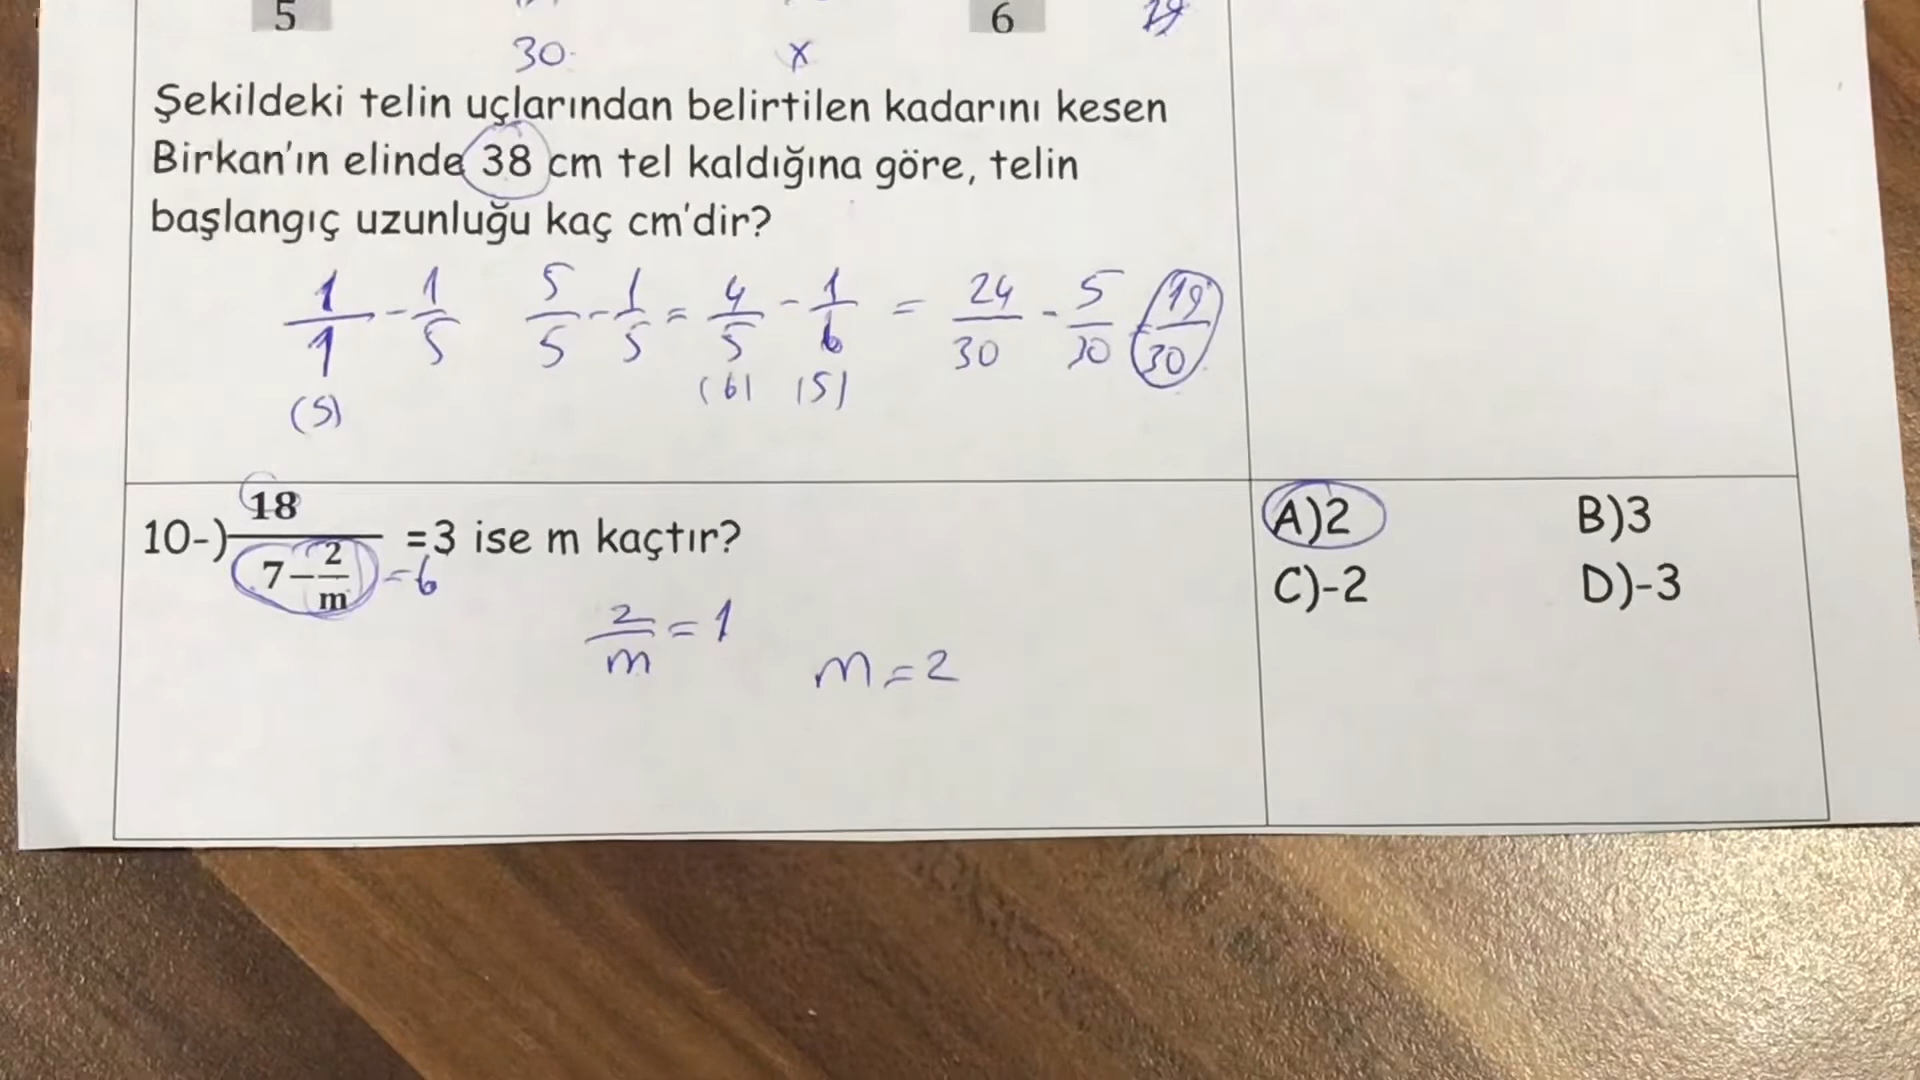 5
6
30
x
Şekildeki telin uçlarından belirtilen kadarını kesen
Birkan'ın elinde 38 cm tel kaldığına göre, telin
başlangıç uzunluğu kaç cm'dir?
1/1 - 1/5 5/5 - 1/5 = 4/5 - 1/6 = 24/30 - 5/30 = 19/30
(5) (6) (5)
10-) 18/(7-2/m) =3 ise m kaçtır?
=6
2/m = 1
m = 2
A)2 B)3
C)-2 D)-3